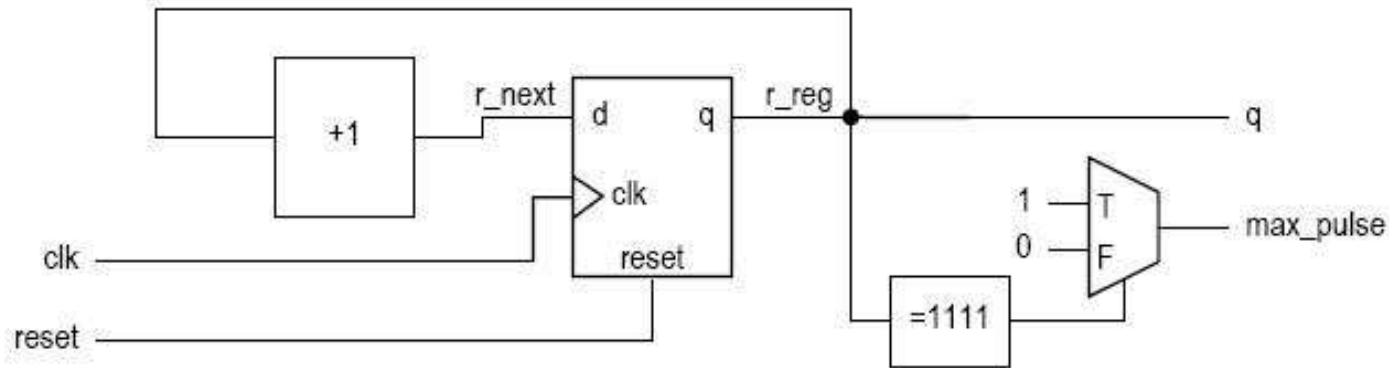 r_next
r_reg
+1
d
q
q
clk
1
T
0
F
max_pulse
clk
reset
=1111
reset